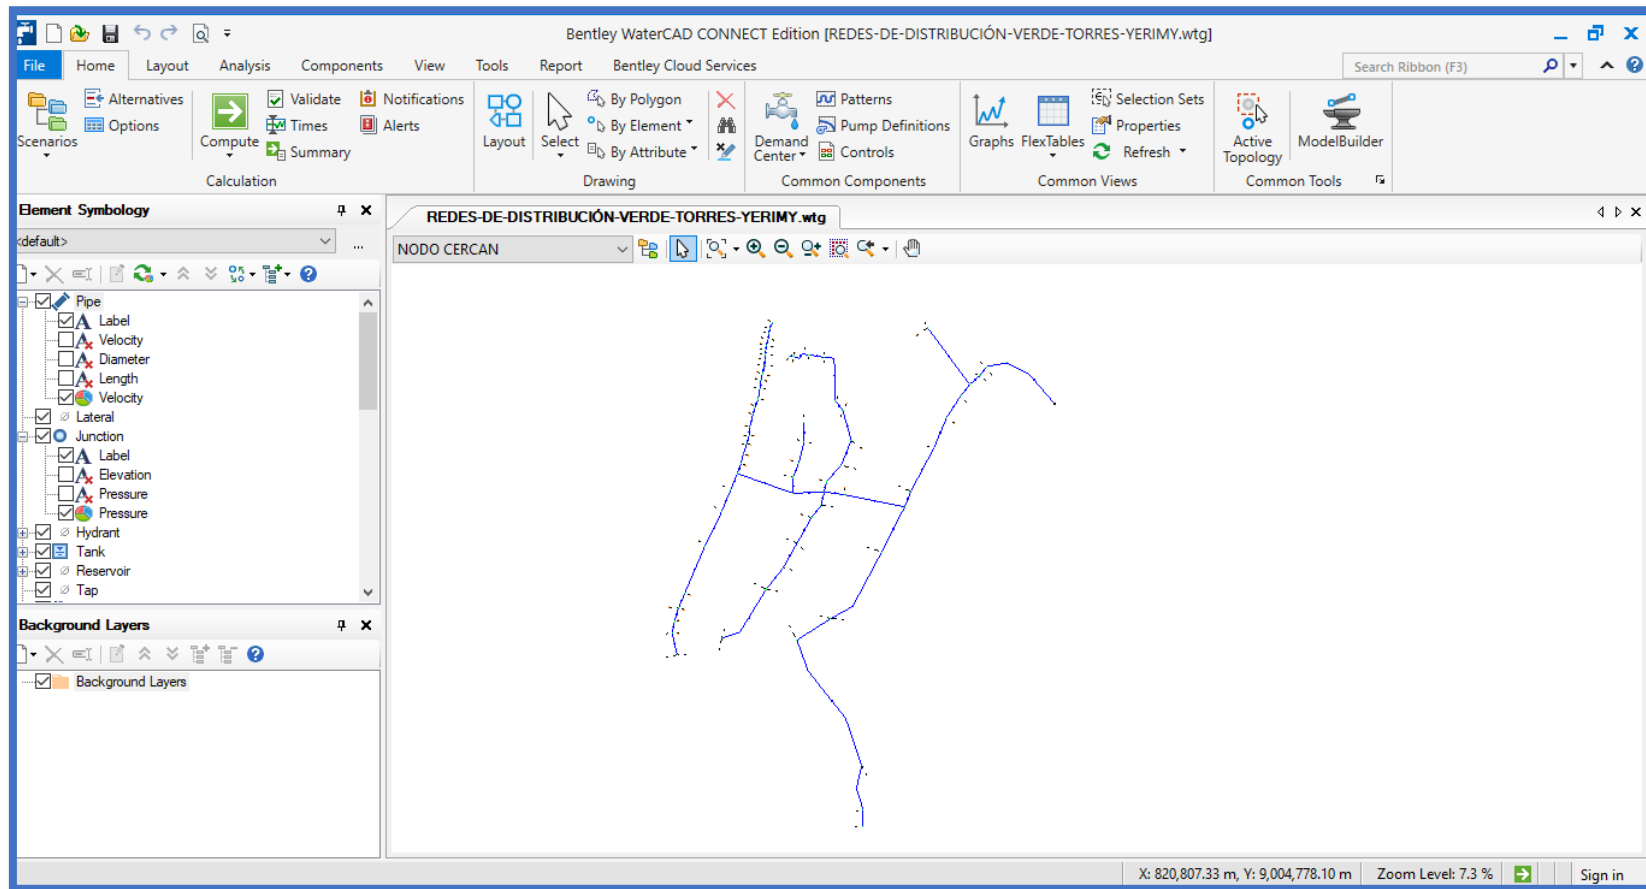 Bentley WaterCAD CONNECT Edition [REDES-DE-DISTRIBUCIÓN-VERDE-TORRES-YERIMY.wtg]
File Home Layout Analysis Components View Tools Report Bentley Cloud Services Search Ribbon (F3)
Scenarios
Alternatives
Options
Compute
Validate
Times
Summary
Notifications
Alerts
Calculation
Layout
Select
By Polygon
By Element
By Attribute
Drawing
Demand
Center
Patterns
Pump Definitions
Controls
Common Components
Graphs
FlexTables
Selection Sets
Properties
Refresh
Common Views
Active
Topology
ModelBuilder
Common Tools
Element Symbology
<default>
...
Pipe
Label
Velocity
Diameter
Length
Velocity
Lateral
Junction
Label
Elevation
Pressure
Pressure
Hydrant
Tank
Reservoir
Tap
Background Layers
Background Layers
REDES-DE-DISTRIBUCIÓN-VERDE-TORRES-YERIMY.wtg
NODO CERCAN
X: 820,807.33 m, Y: 9,004,778.10 m Zoom Level: 7.3 % Sign in